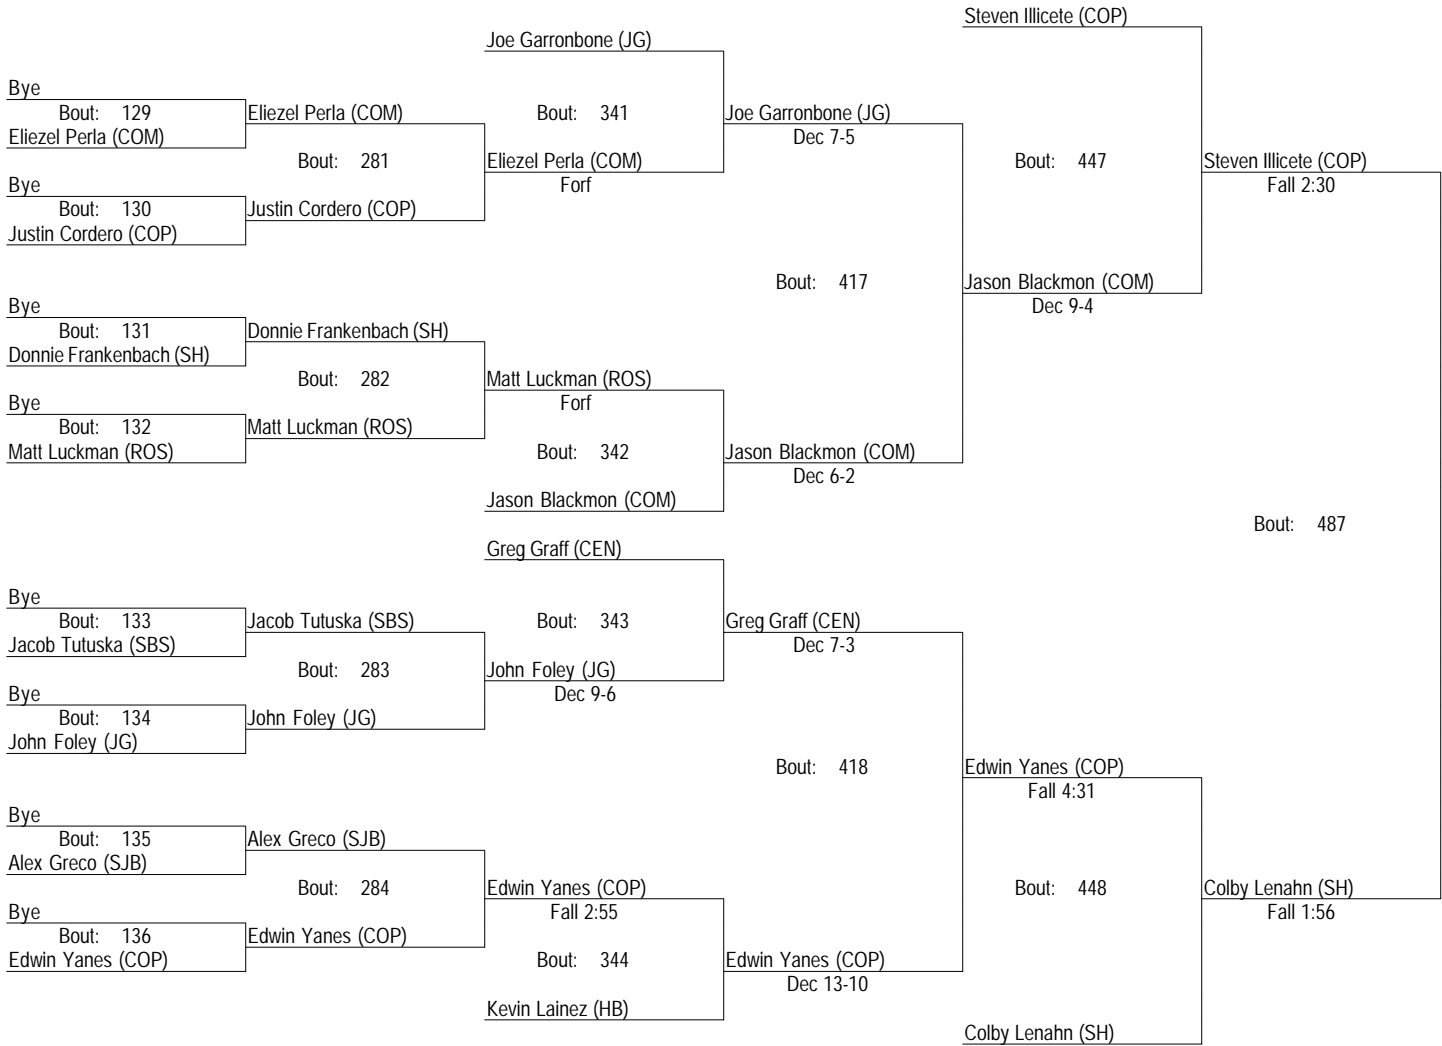 Steven Illicete (COP)
Joe Garronbone (JG)
Bye
Bout: 129
Eliezel Perla (COM)
Bout: 341
Joe Garronbone (JG)
Eliezel Perla (COM)
Dec 7-5
Bout: 281
Eliezel Perla (COM)
Bout: 447
Steven Illicete (COP)
Bye
Forf
Fall 2:30
Bout: 130
Justin Cordero (COP)
Justin Cordero (COP)
Bout: 417
Jason Blackmon (COM)
Bye
Dec 9-4
Bout: 131
Donnie Frankenbach (SH)
Donnie Frankenbach (SH)
Bout: 282
Matt Luckman (ROS)
Bye
Forf
Bout: 132
Matt Luckman (ROS)
Matt Luckman (ROS)
Bout: 342
Jason Blackmon (COM)
Dec 6-2
Jason Blackmon (COM)
Bout: 487
Greg Graff (CEN)
Bye
Bout: 133
Jacob Tutuska (SBS)
Bout: 343
Greg Graff (CEN)
Jacob Tutuska (SBS)
Dec 7-3
Bout: 283
John Foley (JG)
Bye
Dec 9-6
Bout: 134
John Foley (JG)
John Foley (JG)
Bout: 418
Edwin Yanes (COP)
Fall 4:31
Bye
Bout: 135
Alex Greco (SJB)
Alex Greco (SJB)
Bout: 284
Edwin Yanes (COP)
Bout: 448
Colby Lenahn (SH)
Bye
Fall 2:55
Fall 1:56
Bout: 136
Edwin Yanes (COP)
Edwin Yanes (COP)
Bout: 344
Edwin Yanes (COP)
Dec 13-10
Kevin Lainez (HB)
Colby Lenahn (SH)